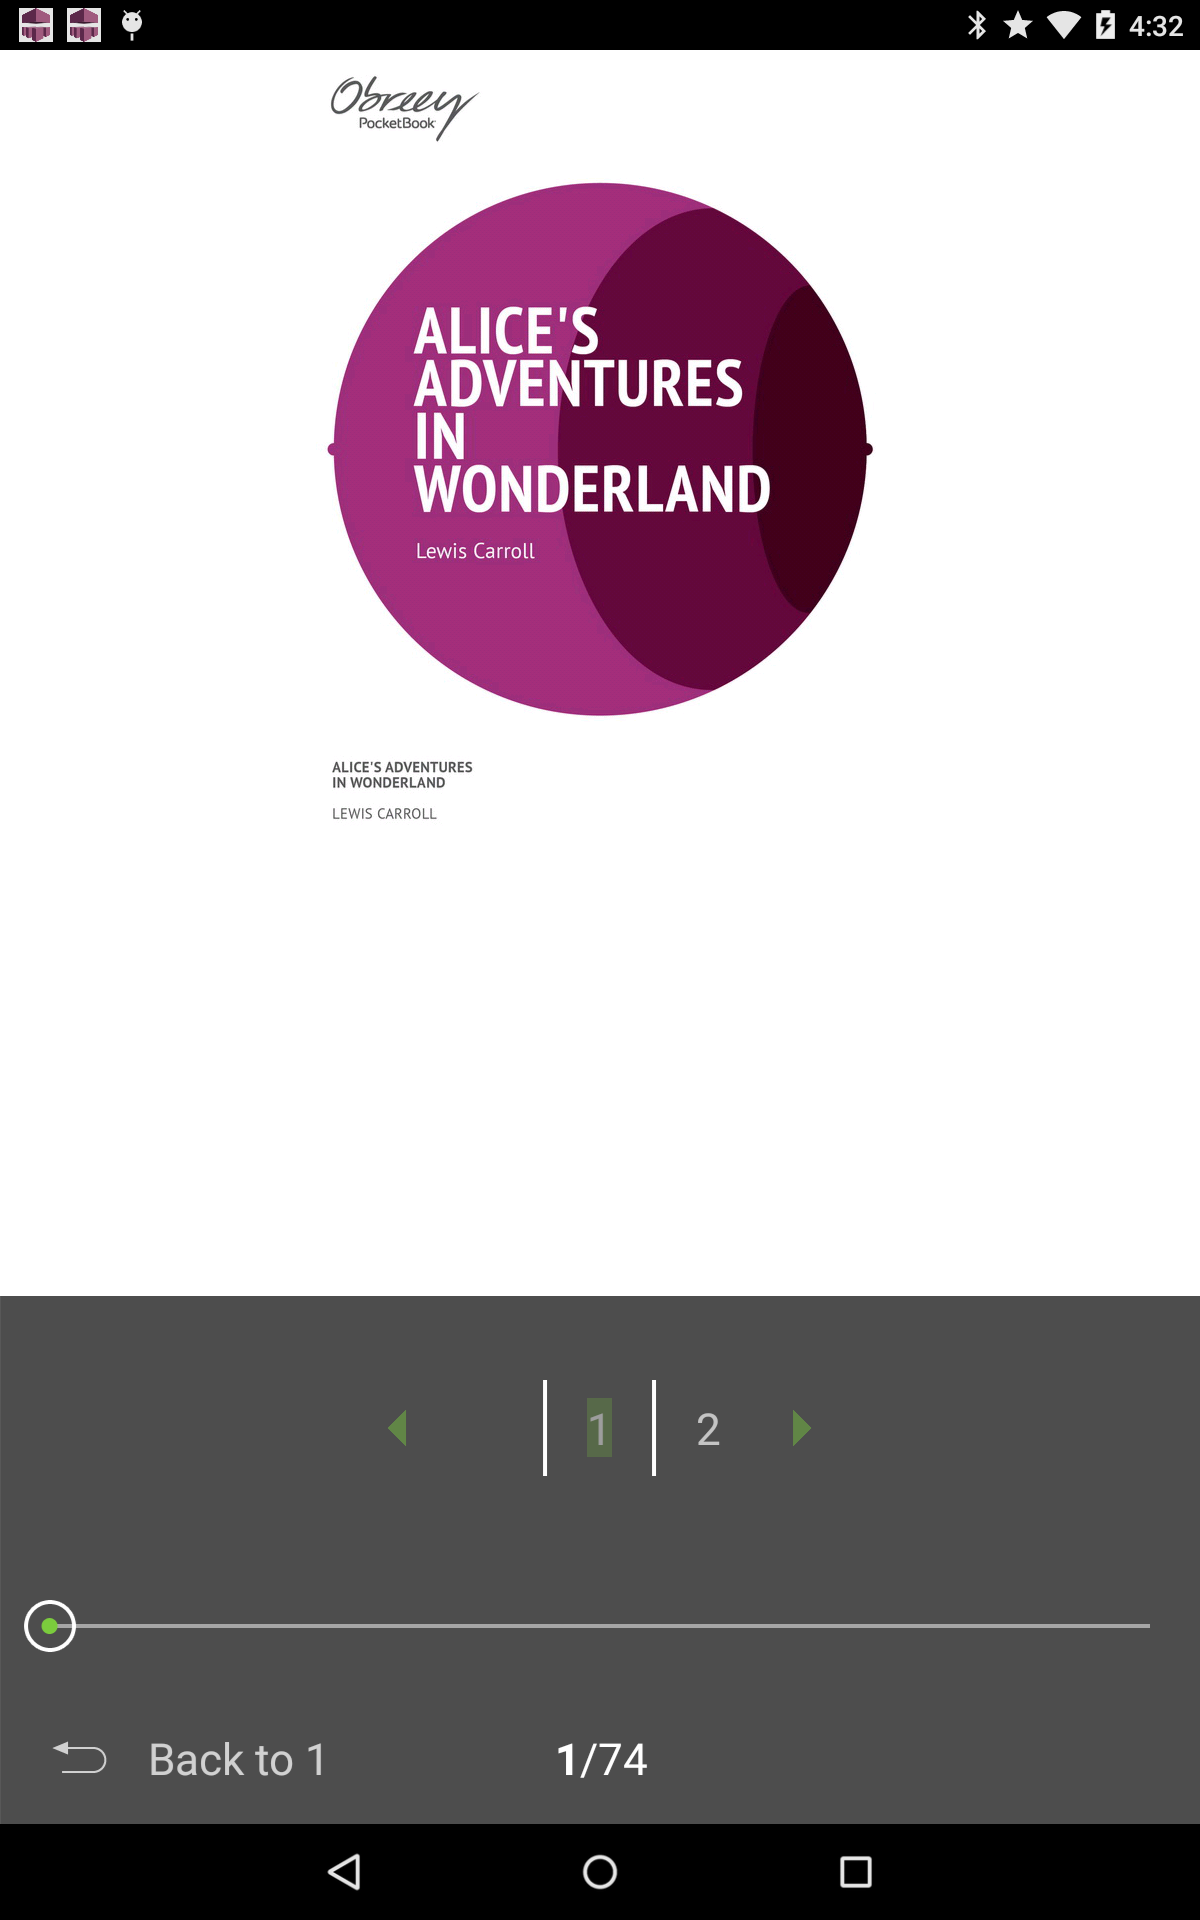 4:32
Obreey
PocketBook
ALICE'S
ADVENTURES
IN
WONDERLAND
Lewis Carroll
ALICE'S ADVENTURES
IN WONDERLAND
LEWIS CARROLL
1 2
Back to 1 1/74